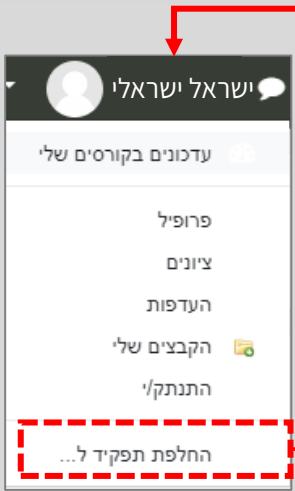 ישראל ישראלי
עדכונים בקורסים שלי
פרופיל
ציונים
העדפות
הקבצים שלי
התנתק/י
החלפת תפקיד ל...